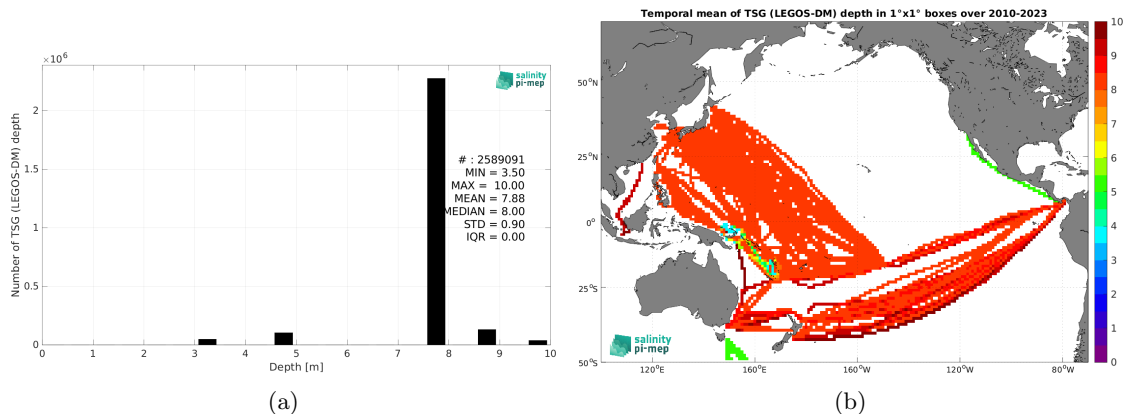 ×10⁶
2
1.5
1
0.5
0
Number of TSG (LEGOS-DM) depth
salinity
pi-mep
# : 2589091
MIN = 3.50
MAX = 10.00
MEAN = 7.88
MEDIAN = 8.00
STD = 0.90
IQR = 0.00
0 1 2 3 4 5 6 7 8 9 10
Depth [m]
(a)
Temporal mean of TSG (LEGOS-DM) depth in 1°x1° boxes over 2010-2023
50°N
25°N
0°
25°S
50°S
120°E 160°E 160°W 120°W 80°W
salinity
pi-mep
10
9
8
7
6
5
4
3
2
1
0
(b)